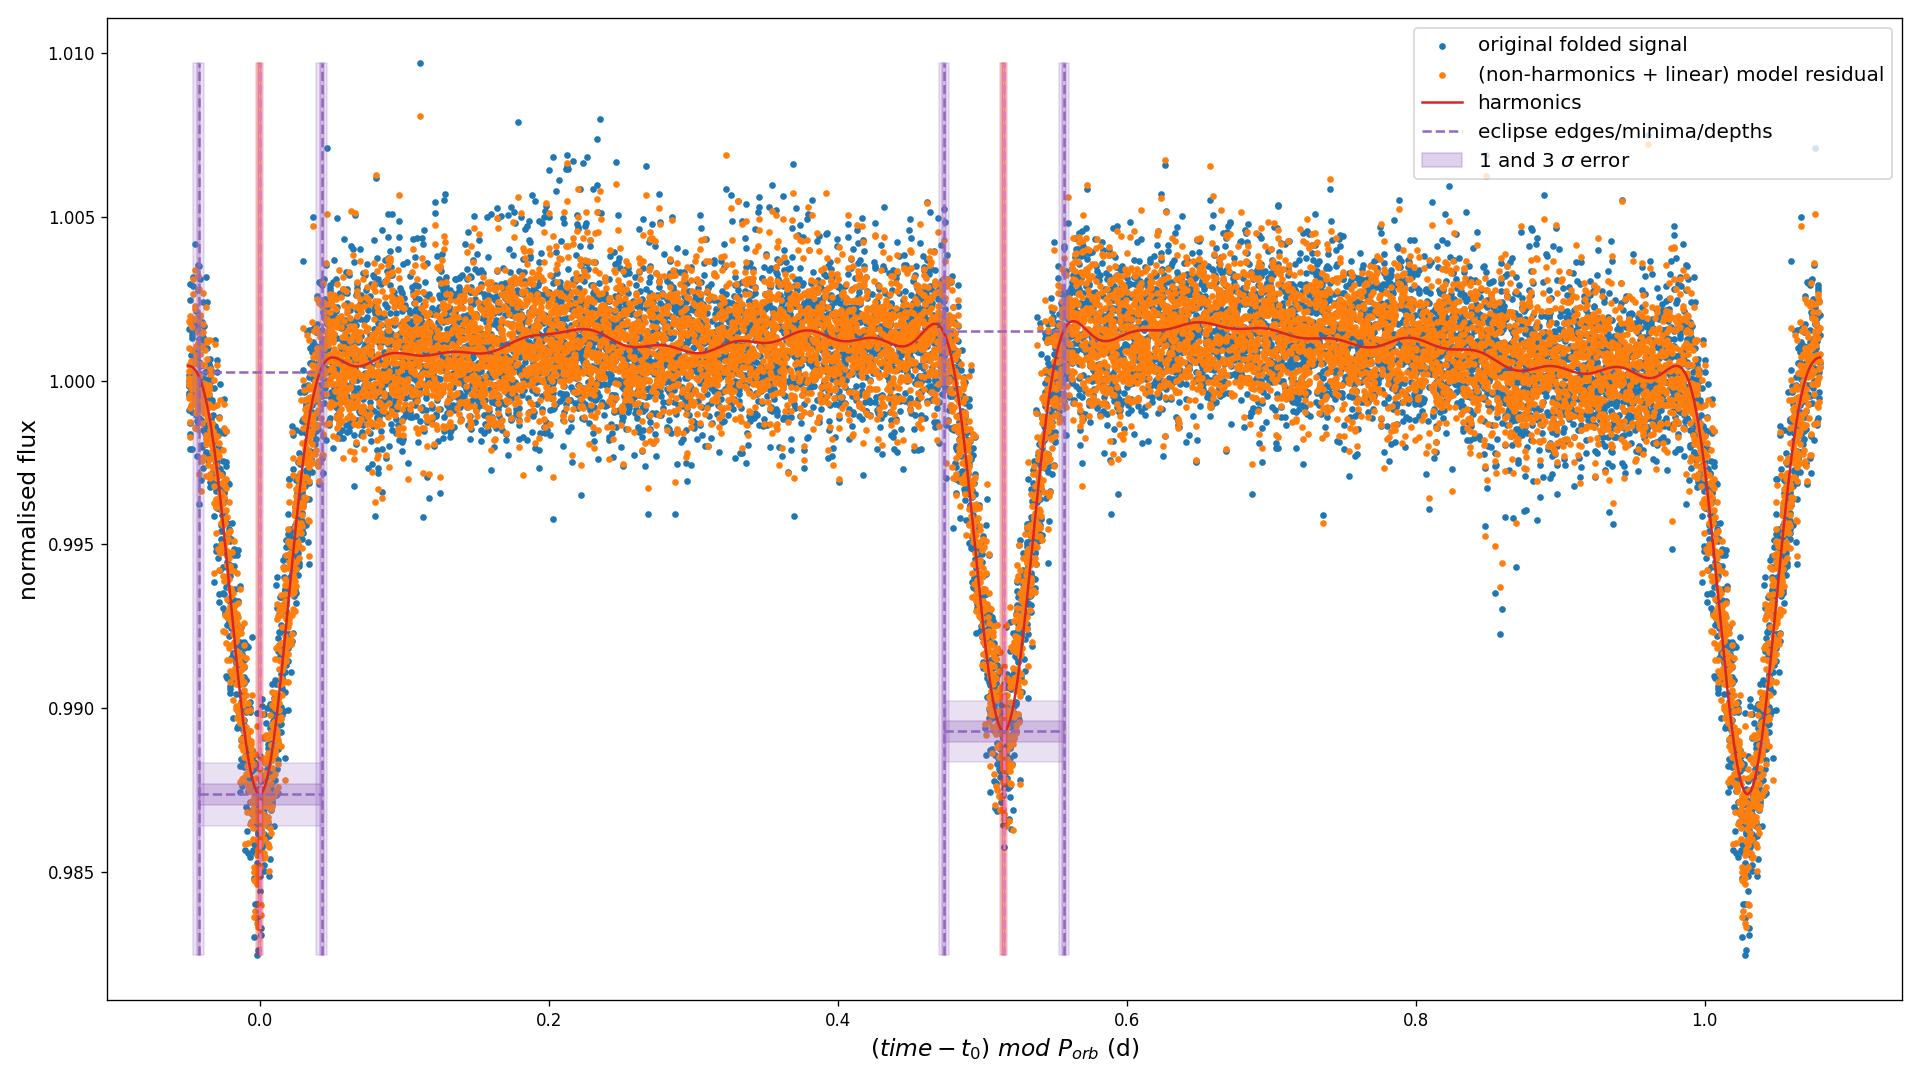 normalised flux
1.010
1.005
1.000
0.995
0.990
0.985
original folded signal
(non-harmonics + linear) model residual
harmonics
eclipse edges/minima/depths
1 and 3 σ error
0.0 0.2 0.4 0.6 0.8 1.0
(time − t₀) mod P_orb (d)